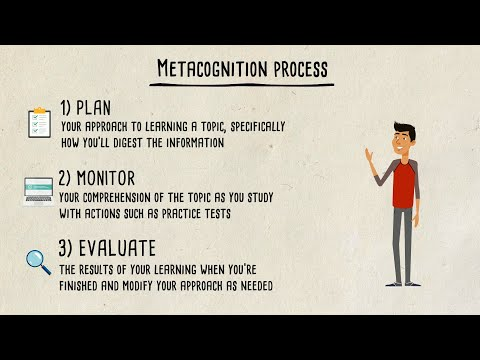 METACOGNITION PROCESS
1) PLAN
YOUR APPROACH TO LEARNING A TOPIC, SPECIFICALLY
HOW YOU'LL DIGEST THE INFORMATION
2) MONITOR
YOUR COMPREHENSION OF THE TOPIC AS YOU STUDY
WITH ACTIONS SUCH AS PRACTICE TESTS
3) EVALUATE
THE RESULTS OF YOUR LEARNING WHEN YOU'RE
FINISHED AND MODIFY YOUR APPROACH AS NEEDED